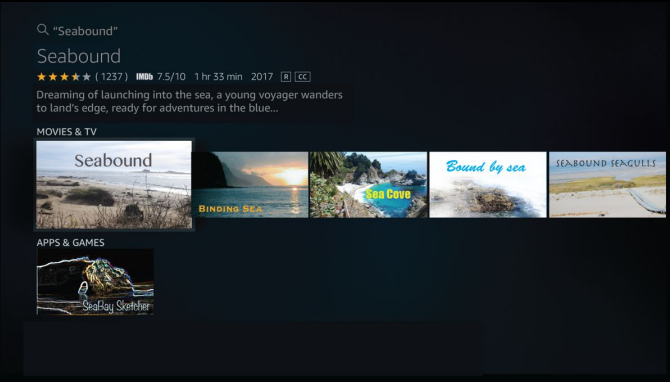 "Seabound"
Seabound
(1237) IMDb 7.5/10 1 hr 33 min 2017 R CC
Dreaming of launching into the sea, a young voyager wanders
to land's edge, ready for adventures in the blue...
MOVIES & TV
Seabound
BINDING SEA
Sea Cove
Bound by sea
SEABOUND SEAGULLS
APPS & GAMES
SeaBay Sketcher